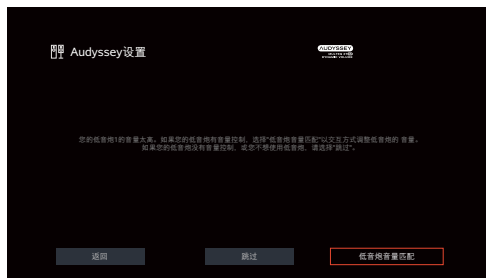 Audyssey设置
AUDYSSEY
DYNAMIC VOLUME
您的低音炮1的音量太高。如果您的低音炮有音量控制，选择“低音炮音量匹配”以交互方式调整低音炮的 音量。
如果您的低音炮没有音量控制，或您不想使用低音炮，请选择“跳过”。
返回
跳过
低音炮音量匹配